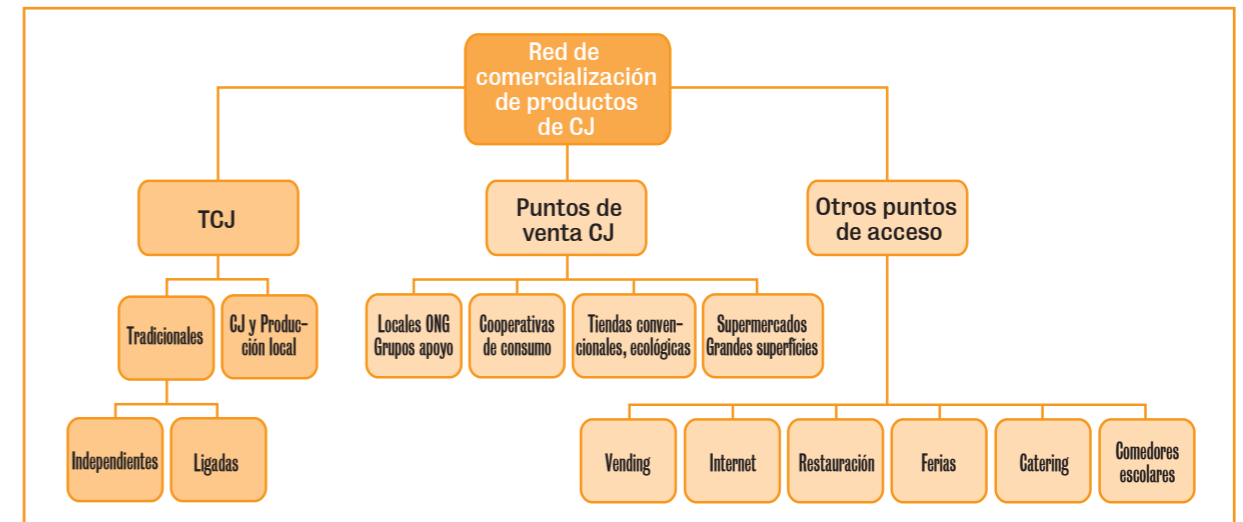 Red de
comercialización
de productos
de CJ
TCJ
Puntos de
venta CJ
Otros puntos
de acceso
Tradicionales
CJ y Produc-
ción local
Locales ONG
Grupos apoyo
Cooperativas
de consumo
Tiendas conven-
cionales, ecológicas
Supermercados
Grandes superfícies
Independientes
Ligadas
Vending
Internet
Restauración
Ferias
Catering
Comedores
escolares